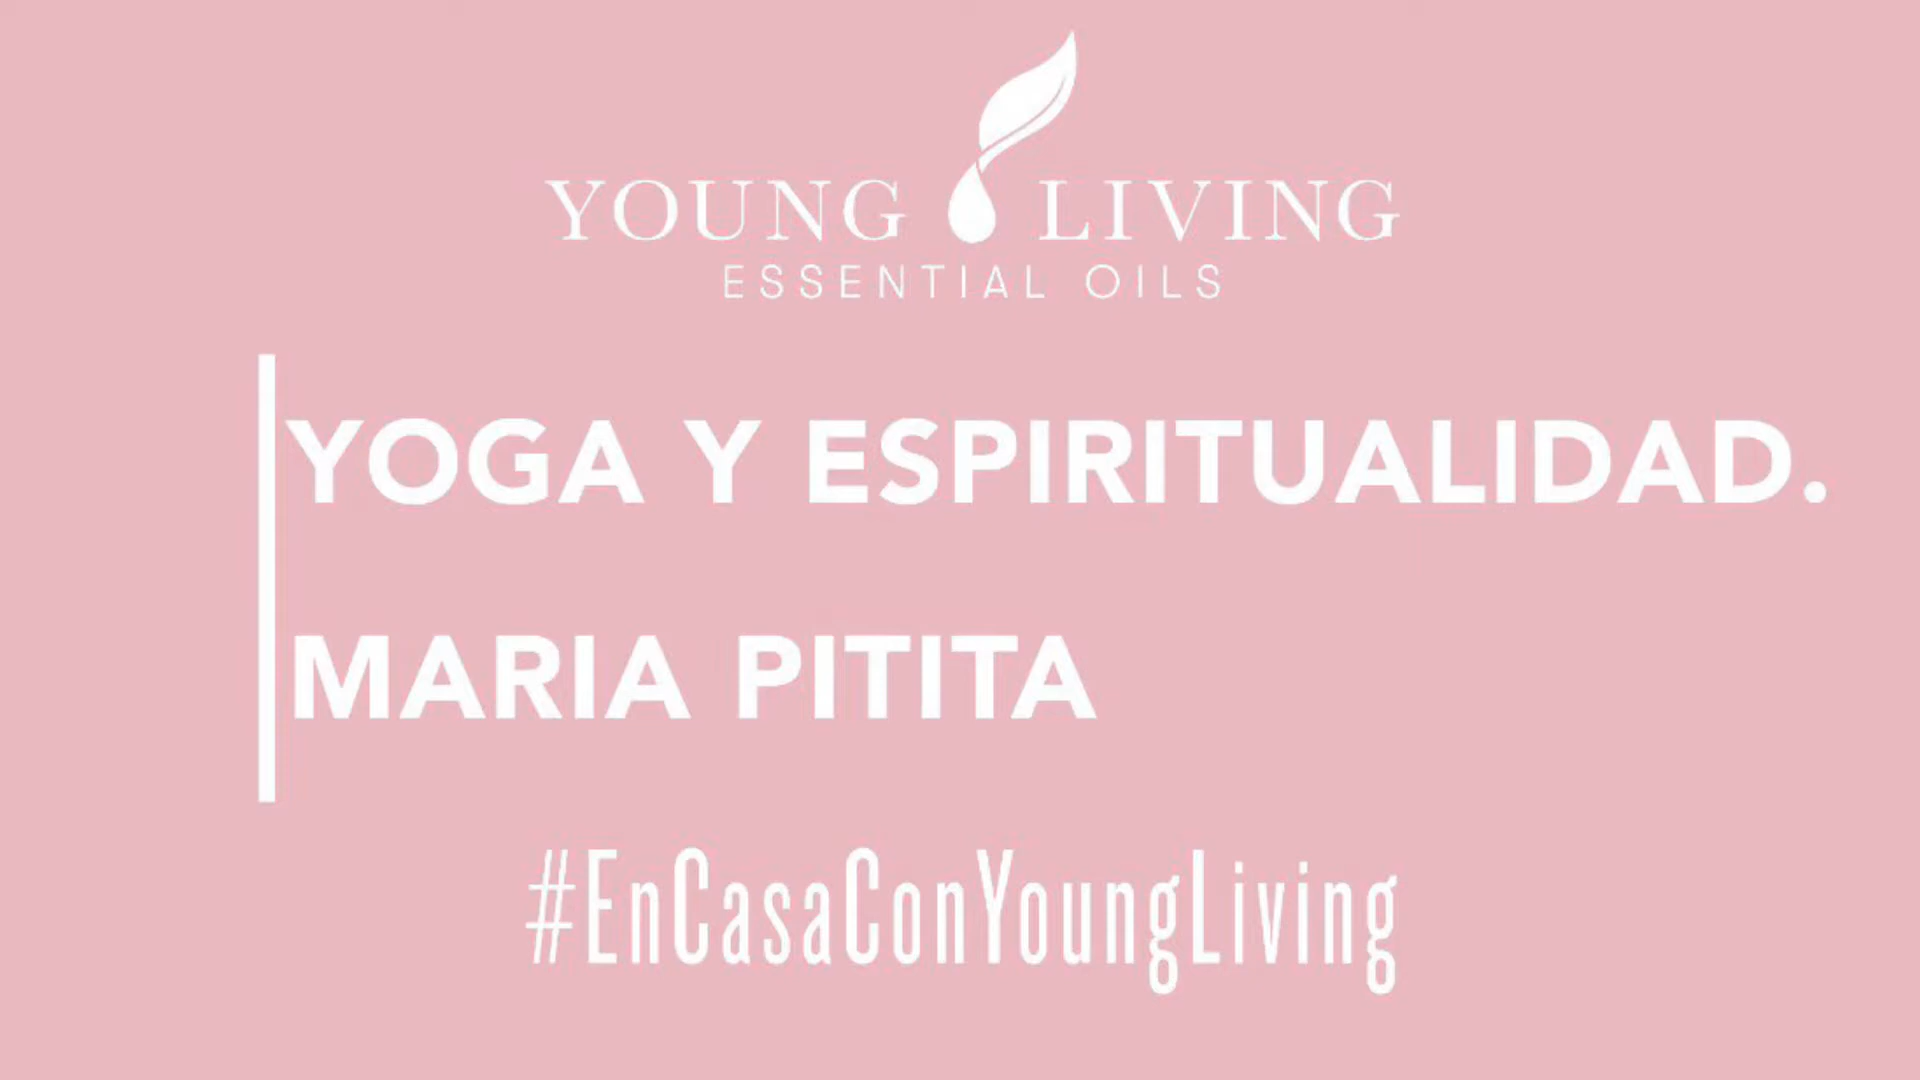 YOUNG LIVING
ESSENTIAL OILS
YOGA Y ESPIRITUALIDAD.
MARIA PITITA
#EnCasaConYoungLiving